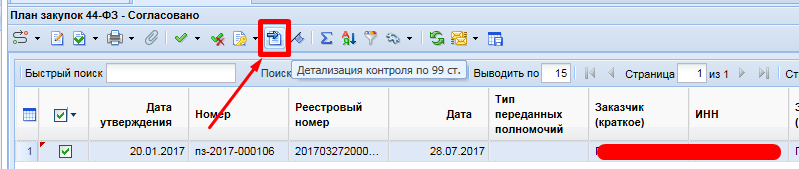 План закупок 44-ФЗ - Согласовано
Быстрый поиск Поиск Детализация контроля по 99 ст. Выводить по 15 Страница 1 из 1 Ст
Дата утверждения Номер Реестровый номер Дата Тип переданных полномочий Заказчик (краткое) ИНН
1 20.01.2017 пз-2017-000106 201703272000... 28.07.2017